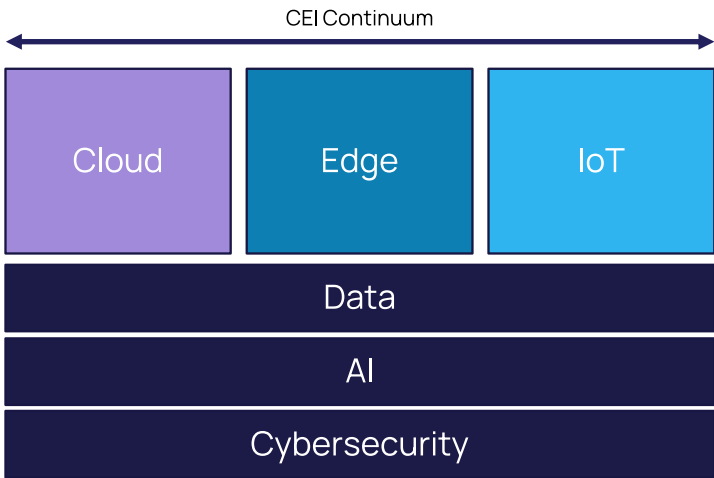 CEI Continuum
Cloud
Edge
IoT
Data
AI
Cybersecurity